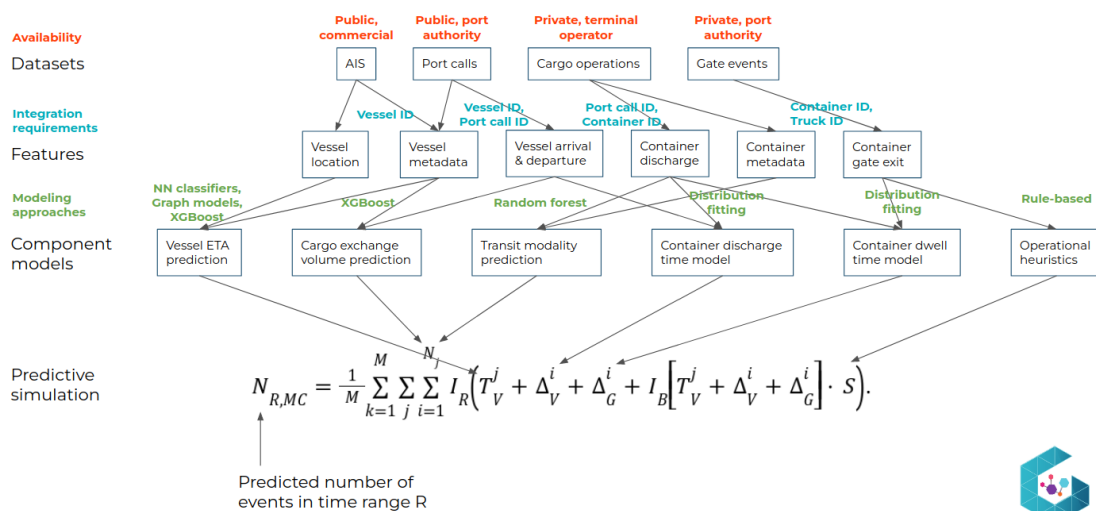 Public,
commercial
Public, port
authority
Private, terminal
operator
Private, port
authority
Availability
Datasets
AIS
Port calls
Cargo operations
Gate events
Integration
requirements
Vessel ID
Vessel ID,
Port call ID
Port call ID,
Container ID
Container ID,
Truck ID
Features
Vessel
location
Vessel
metadata
Vessel arrival
& departure
Container
discharge
Container
metadata
Container
gate exit
Modeling
approaches
NN classifiers,
Graph models,
XGBoost
XGBoost
Random forest
Distribution
fitting
Distribution
fitting
Rule-based
Component
models
Vessel ETA
prediction
Cargo exchange
volume prediction
Transit modality
prediction
Container discharge
time model
Container dwell
time model
Operational
heuristics
Predictive
simulation
N_{R,MC} = \frac{1}{M} \sum_{k=1}^{M} \sum_{j} \sum_{i=1}^{N_j} I_R(T_V^j + Δ_V^i + Δ_G^i + I_B[T_V^j + Δ_V^i + Δ_G^i] · S).
Predicted number of
events in time range R